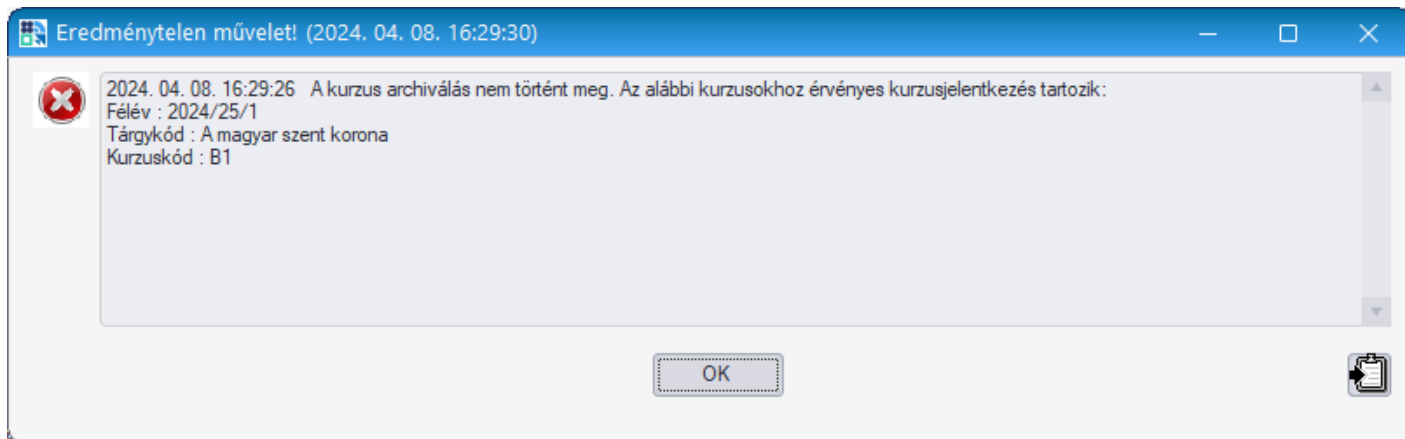 Eredménytelen művelet! (2024. 04. 08. 16:29:30)
2024. 04. 08. 16:29:26 A kurzus archiválás nem történt meg. Az alábbi kurzusokhoz érvényes kurzusjelentkezés tartozik:
Félév : 2024/25/1
Tárgykód : A magyar szent korona
Kurzuskód : B1
OK